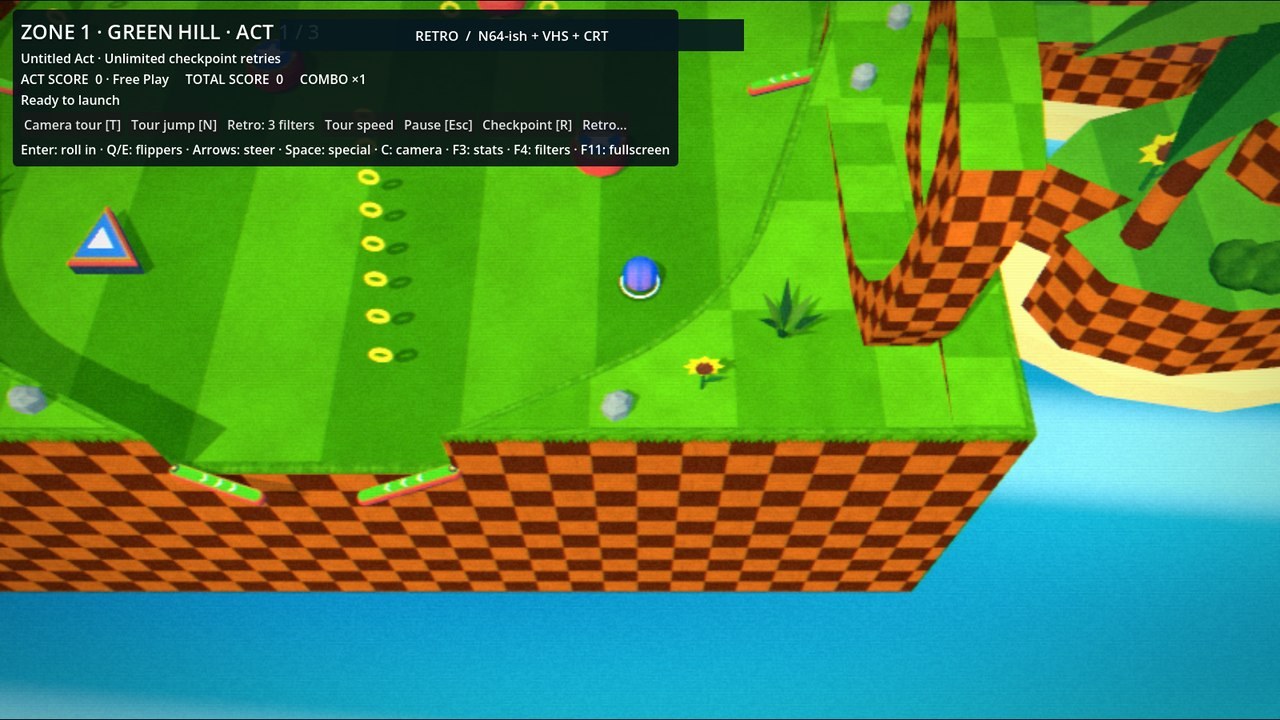 ZONE 1 · GREEN HILL · ACT 1 / 3
RETRO / N64-ish + VHS + CRT
Untitled Act · Unlimited checkpoint retries
ACT SCORE 0 · Free Play TOTAL SCORE 0 COMBO ×1
Ready to launch
Camera tour [T] Tour jump [N] Retro: 3 filters Tour speed Pause [Esc] Checkpoint [R] Retro...
Enter: roll in · Q/E: flippers · Arrows: steer · Space: special · C: camera · F3: stats · F4: filters · F11: fullscreen